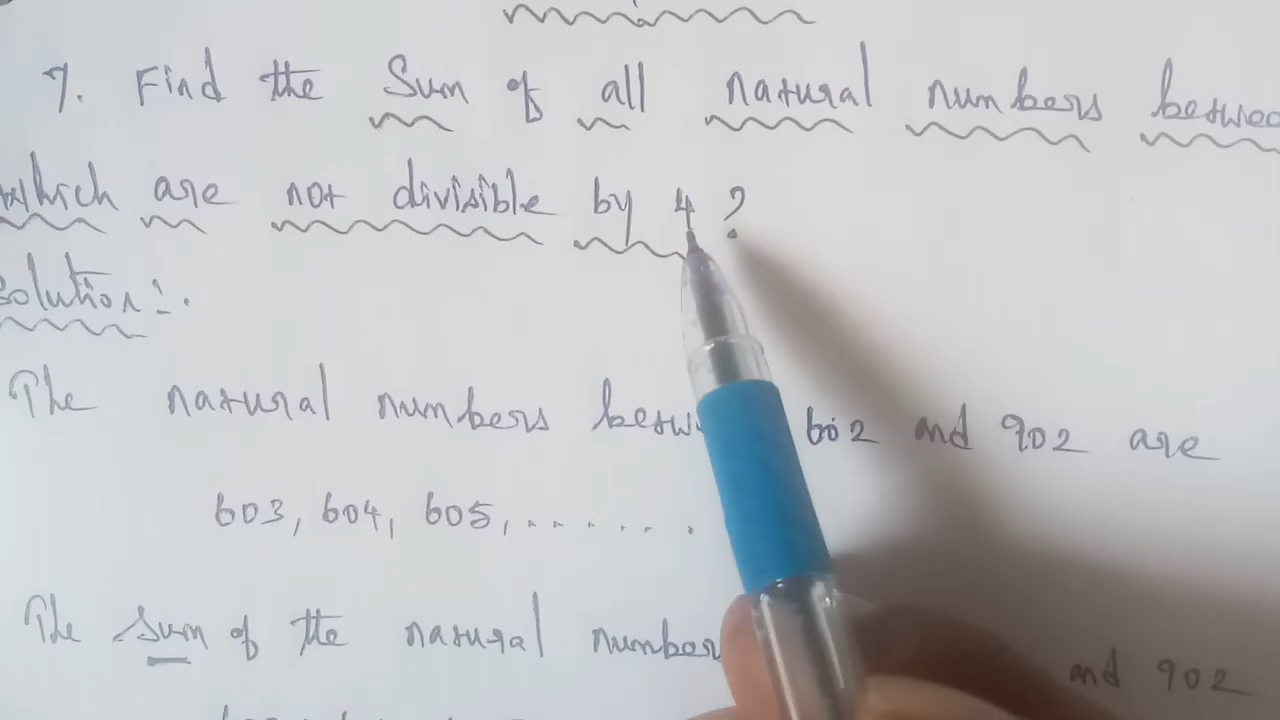 7. Find the Sum of all natural numbers
which are not divisible by 4 ?
Solution:.
The natural numbers 602 and 902 are
603, 604, 605, .......
The Sum of the natural number
and 902